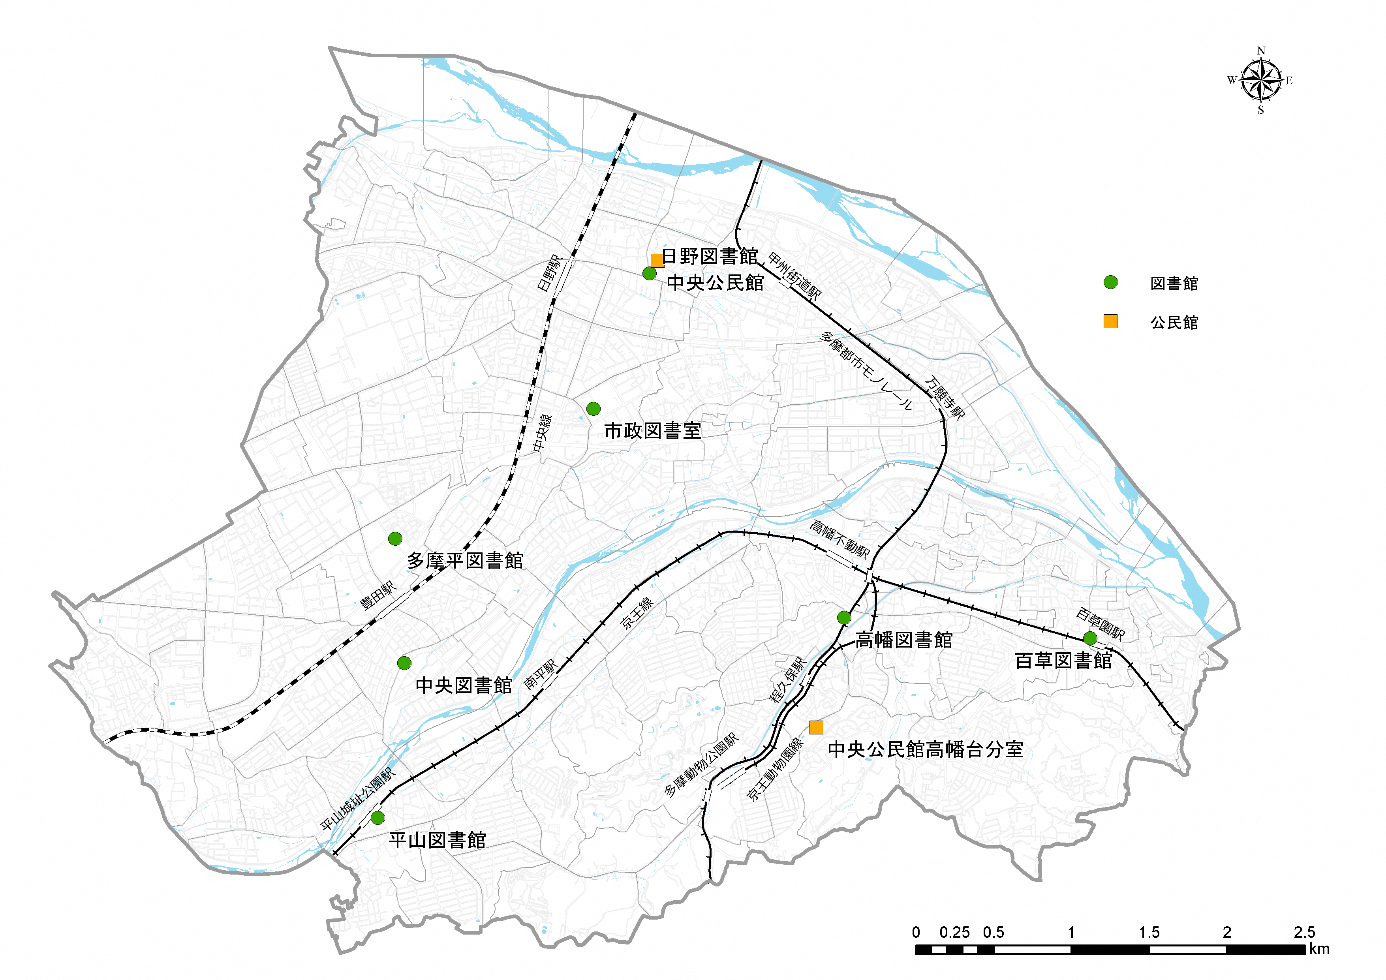 N
W E
S
日野図書館
中央公民館
日野駅
甲州街道駅
図書館
公民館
多摩都市モノレール
万願寺駅
市政図書室
中央線
高幡不動駅
多摩平図書館
豊田駅
京王線
百草園駅
高幡図書館
百草図書館
中央図書館
南平駅
程久保駅
中央公民館高幡台分室
多摩動物公園駅
京王動物園線
平山城址公園駅
平山図書館
0 0.25 0.5 1 1.5 2 2.5
km